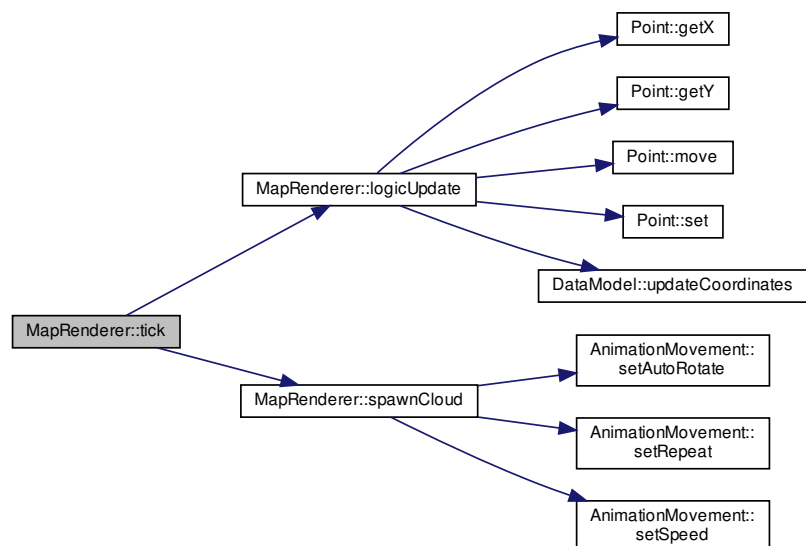 Point::getX
Point::getY
Point::move
MapRenderer::logicUpdate
Point::set
DataModel::updateCoordinates
MapRenderer::tick
AnimationMovement::
setAutoRotate
MapRenderer::spawnCloud
AnimationMovement::
setRepeat
AnimationMovement::
setSpeed